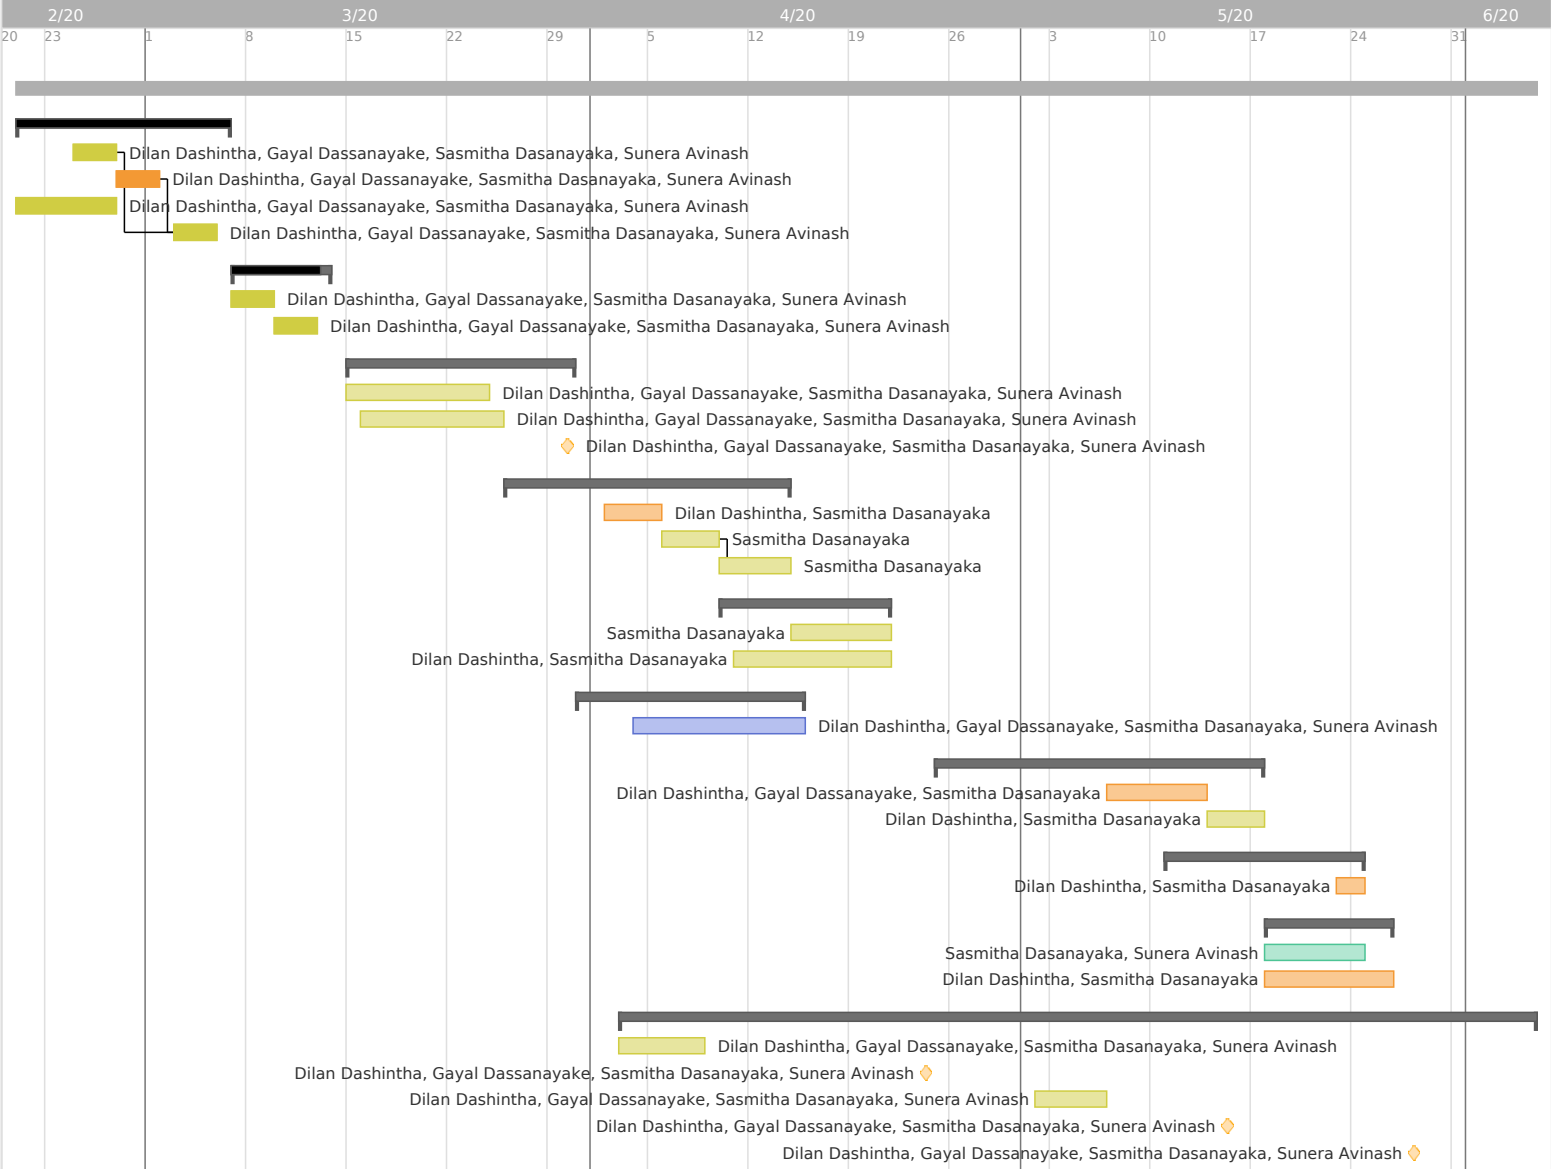 2/20 3/20 4/20 5/20 6/20
20 23 1 8 15 22 29 5 12 19 26 3 10 17 24 31
Dilan Dashintha, Gayal Dassanayake, Sasmitha Dasanayaka, Sunera Avinash
Dilan Dashintha, Gayal Dassanayake, Sasmitha Dasanayaka, Sunera Avinash
Dilan Dashintha, Gayal Dassanayake, Sasmitha Dasanayaka, Sunera Avinash
Dilan Dashintha, Gayal Dassanayake, Sasmitha Dasanayaka, Sunera Avinash
Dilan Dashintha, Gayal Dassanayake, Sasmitha Dasanayaka, Sunera Avinash
Dilan Dashintha, Gayal Dassanayake, Sasmitha Dasanayaka, Sunera Avinash
Dilan Dashintha, Gayal Dassanayake, Sasmitha Dasanayaka, Sunera Avinash
Dilan Dashintha, Gayal Dassanayake, Sasmitha Dasanayaka, Sunera Avinash
Dilan Dashintha, Gayal Dassanayake, Sasmitha Dasanayaka, Sunera Avinash
Dilan Dashintha, Sasmitha Dasanayaka
Sasmitha Dasanayaka
Sasmitha Dasanayaka
Sasmitha Dasanayaka
Dilan Dashintha, Sasmitha Dasanayaka
Dilan Dashintha, Gayal Dassanayake, Sasmitha Dasanayaka, Sunera Avinash
Dilan Dashintha, Gayal Dassanayake, Sasmitha Dasanayaka
Dilan Dashintha, Sasmitha Dasanayaka
Dilan Dashintha, Sasmitha Dasanayaka
Sasmitha Dasanayaka, Sunera Avinash
Dilan Dashintha, Sasmitha Dasanayaka
Dilan Dashintha, Gayal Dassanayake, Sasmitha Dasanayaka, Sunera Avinash
Dilan Dashintha, Gayal Dassanayake, Sasmitha Dasanayaka, Sunera Avinash
Dilan Dashintha, Gayal Dassanayake, Sasmitha Dasanayaka, Sunera Avinash
Dilan Dashintha, Gayal Dassanayake, Sasmitha Dasanayaka, Sunera Avinash
Dilan Dashintha, Gayal Dassanayake, Sasmitha Dasanayaka, Sunera Avinash